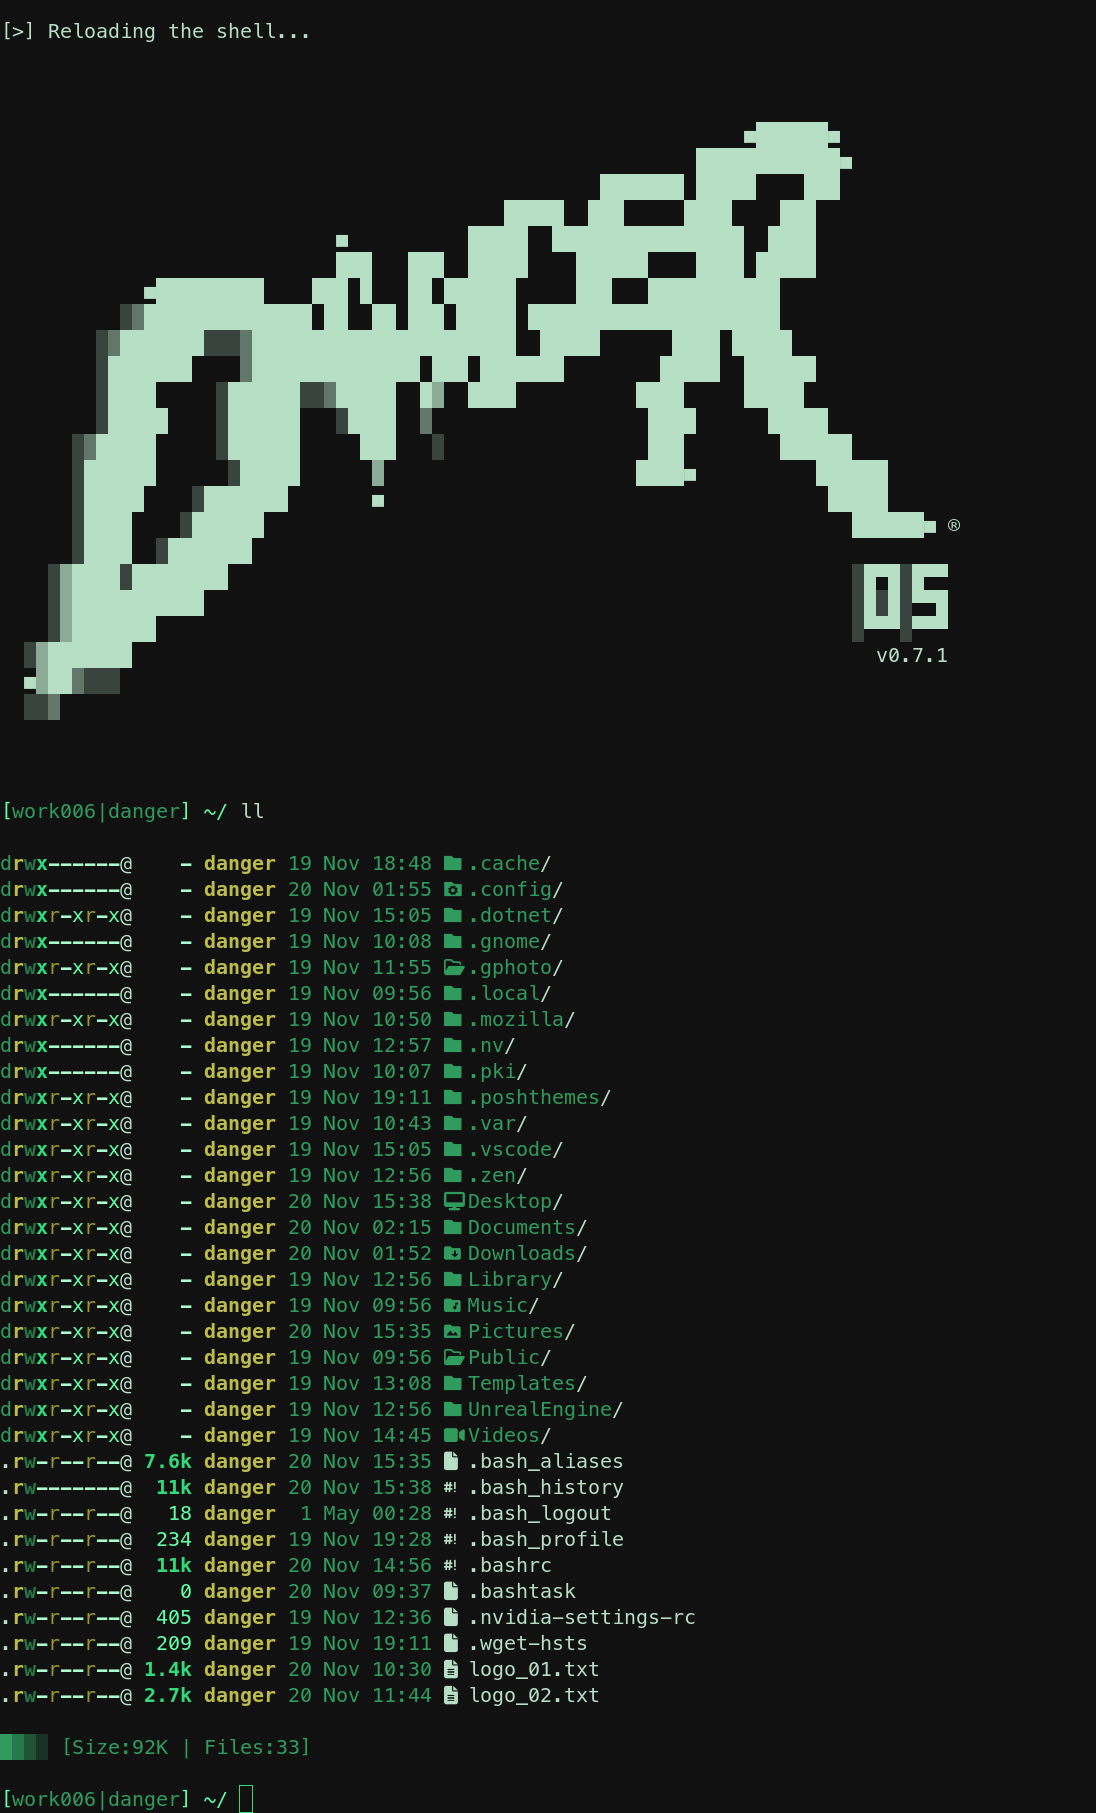 [>] Reloading the shell...
®
OS
v0.7.1
[work006|danger] ~/ ll
drwx------@    - danger 19 Nov 18:48 .cache/
drwx------@    - danger 20 Nov 01:55 .config/
drwxr-xr-x@    - danger 19 Nov 15:05 .dotnet/
drwx------@    - danger 19 Nov 10:08 .gnome/
drwxr-xr-x@    - danger 19 Nov 11:55 .gphoto/
drwx------@    - danger 19 Nov 09:56 .local/
drwxr-xr-x@    - danger 19 Nov 10:50 .mozilla/
drwx------@    - danger 19 Nov 12:57 .nv/
drwx------@    - danger 19 Nov 10:07 .pki/
drwxr-xr-x@    - danger 19 Nov 19:11 .poshthemes/
drwxr-xr-x@    - danger 19 Nov 10:43 .var/
drwxr-xr-x@    - danger 19 Nov 15:05 .vscode/
drwxr-xr-x@    - danger 19 Nov 12:56 .zen/
drwxr-xr-x@    - danger 20 Nov 15:38 Desktop/
drwxr-xr-x@    - danger 20 Nov 02:15 Documents/
drwxr-xr-x@    - danger 20 Nov 01:52 Downloads/
drwxr-xr-x@    - danger 19 Nov 12:56 Library/
drwxr-xr-x@    - danger 19 Nov 09:56 Music/
drwxr-xr-x@    - danger 20 Nov 15:35 Pictures/
drwxr-xr-x@    - danger 19 Nov 09:56 Public/
drwxr-xr-x@    - danger 19 Nov 13:08 Templates/
drwxr-xr-x@    - danger 19 Nov 12:56 UnrealEngine/
drwxr-xr-x@    - danger 19 Nov 14:45 Videos/
.rw-r--r--@ 7.6k danger 20 Nov 15:35 .bash_aliases
.rw-------@  11k danger 20 Nov 15:38 #! .bash_history
.rw-r--r--@   18 danger  1 May 00:28 #! .bash_logout
.rw-r--r--@  234 danger 19 Nov 19:28 #! .bash_profile
.rw-r--r--@  11k danger 20 Nov 14:56 #! .bashrc
.rw-r--r--@    0 danger 20 Nov 09:37 .bashtask
.rw-r--r--@  405 danger 19 Nov 12:36 .nvidia-settings-rc
.rw-r--r--@  209 danger 19 Nov 19:11 .wget-hsts
.rw-r--r--@ 1.4k danger 20 Nov 10:30 logo_01.txt
.rw-r--r--@ 2.7k danger 20 Nov 11:44 logo_02.txt
[Size:92K | Files:33]
[work006|danger] ~/